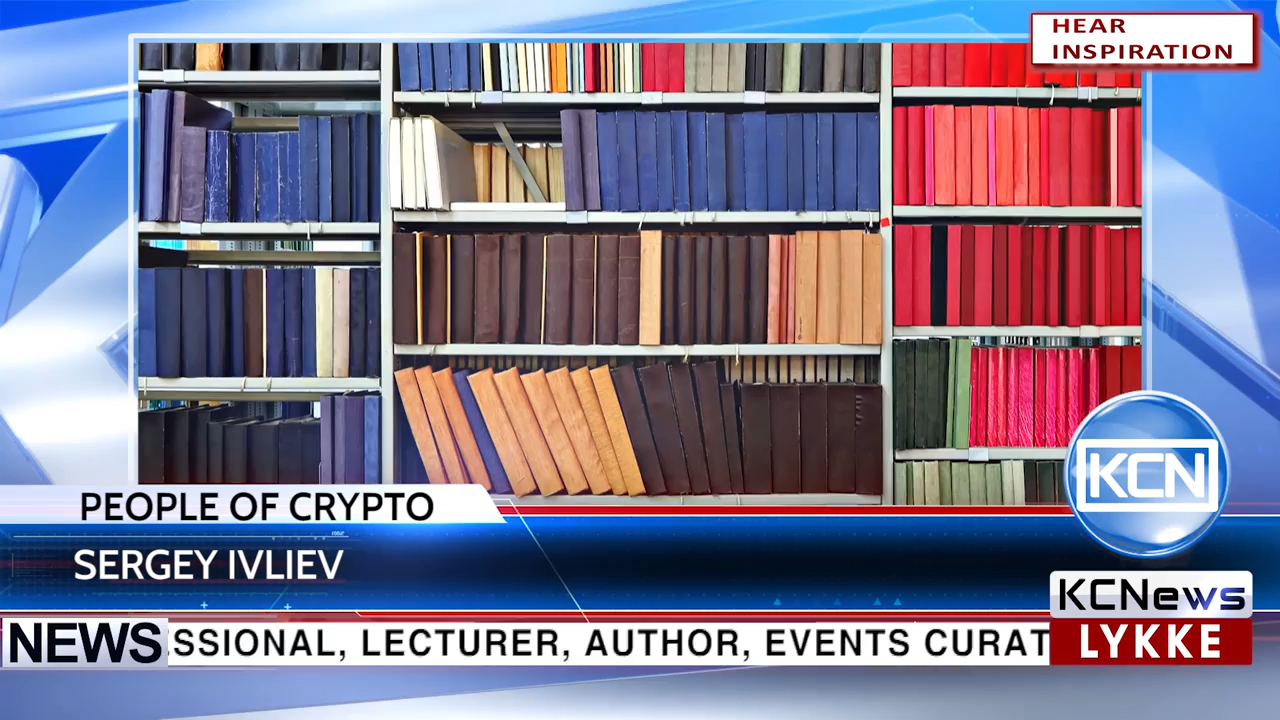 HEAR
INSPIRATION
KCN
PEOPLE OF CRYPTO
SERGEY IVLIEV
KCNews
NEWS
SSIONAL, LECTURER, AUTHOR, EVENTS CURAT
LYKKE